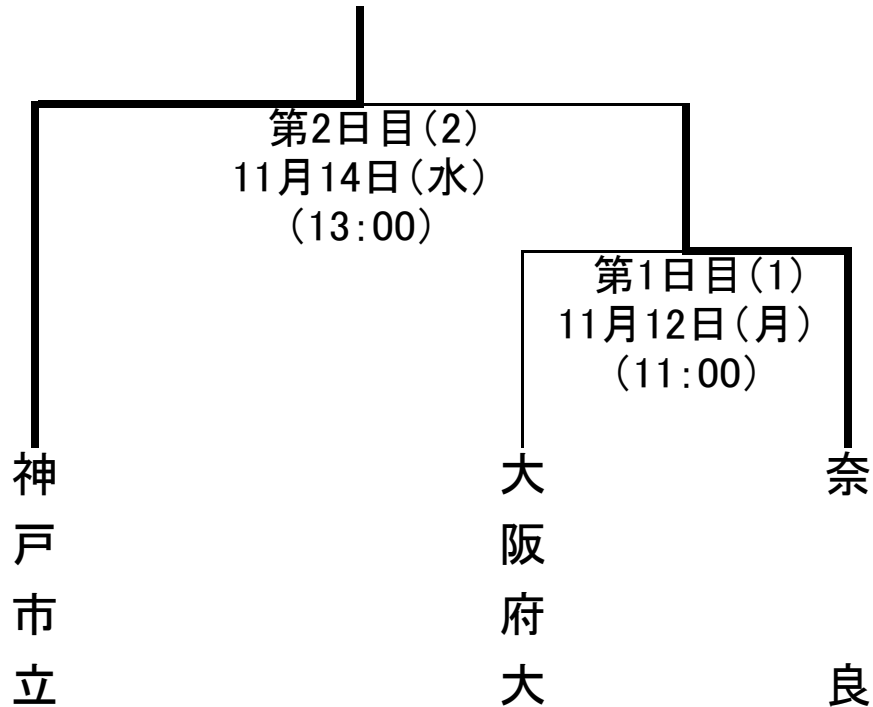 第2日目(2)
11月14日(水)
(13:00)
第1日目(1)
11月12日(月)
(11:00)
神戸市立
大阪府大
奈良